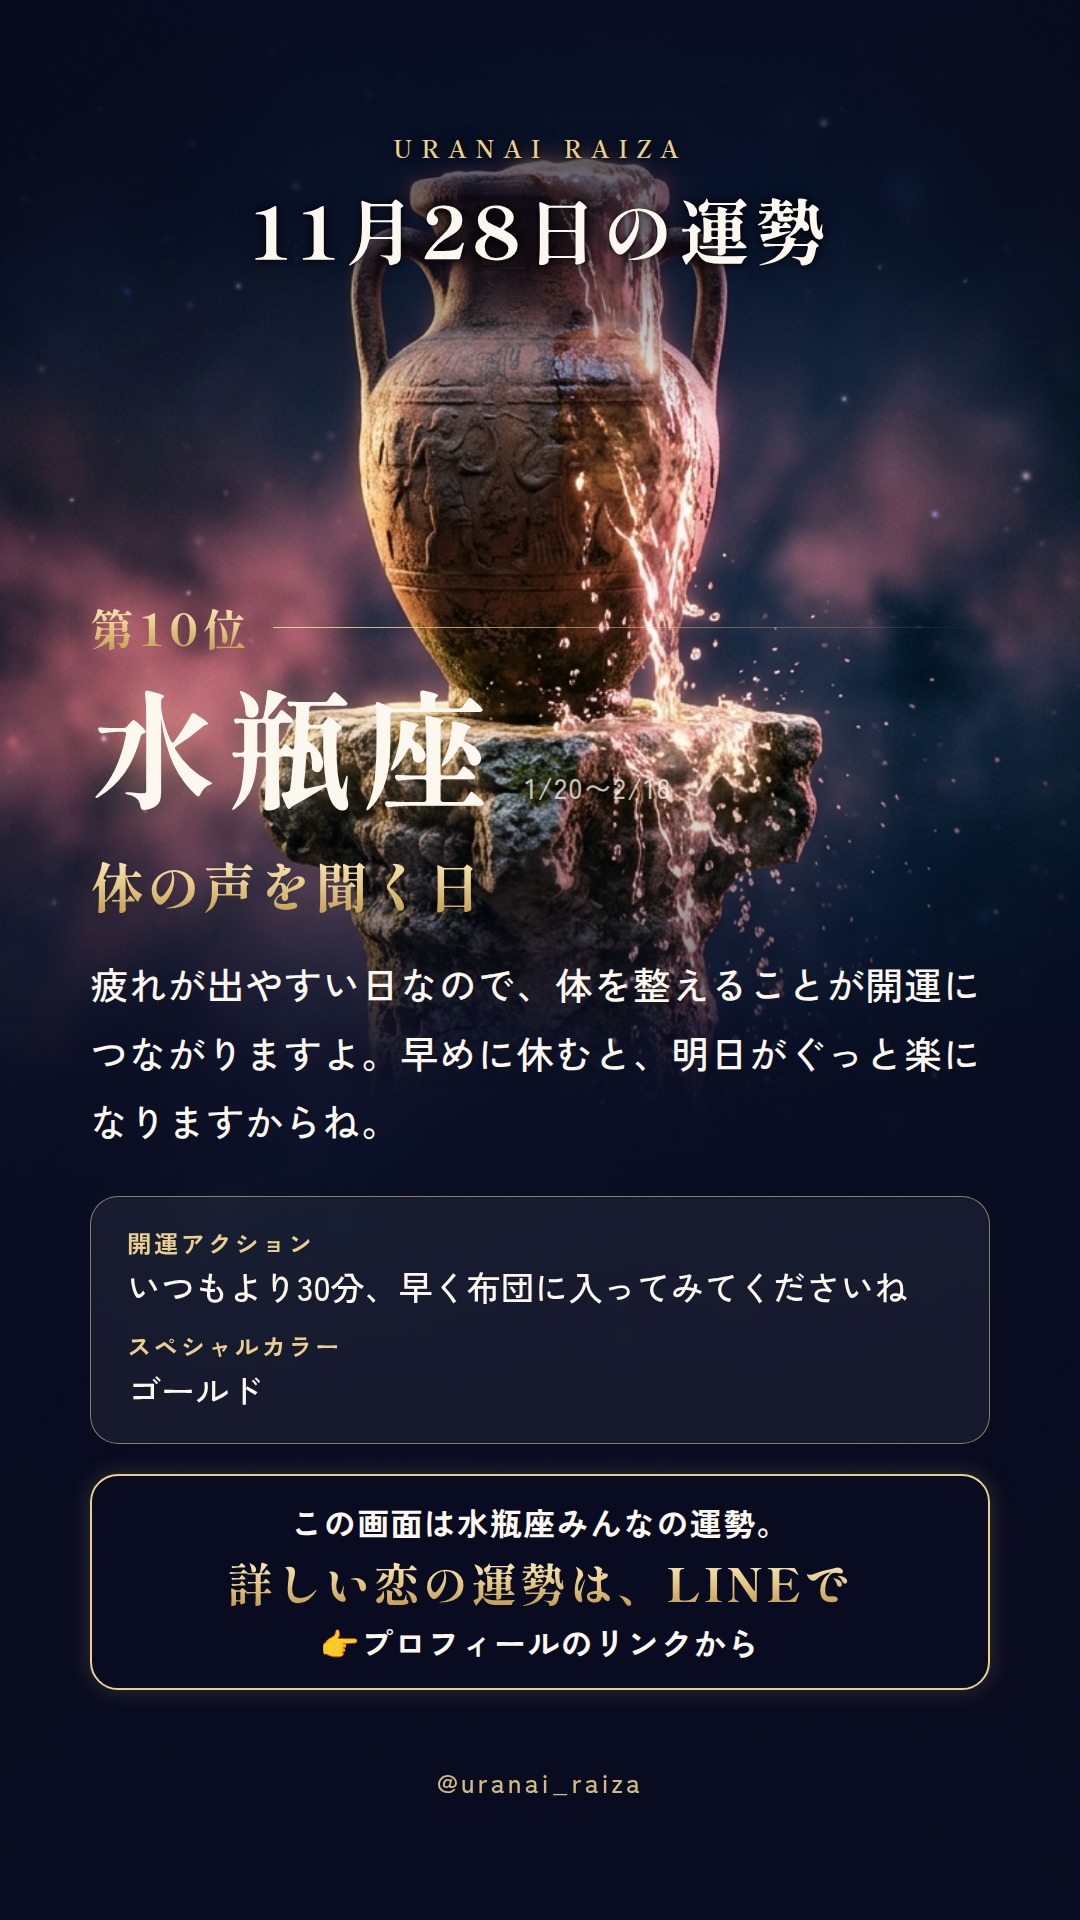 URANAI RAIZA
11月28日の運勢
第10位
水瓶座 1/20〜2/18
体の声を聞く日
疲れが出やすい日なので、体を整えることが開運に
つながりますよ。早めに休むと、明日がぐっと楽に
なりますからね。
開運アクション
いつもより30分、早く布団に入ってみてくださいね
スペシャルカラー
ゴールド
この画面は水瓶座みんなの運勢。
詳しい恋の運勢は、LINEで
👉プロフィールのリンクから
@uranai_raiza